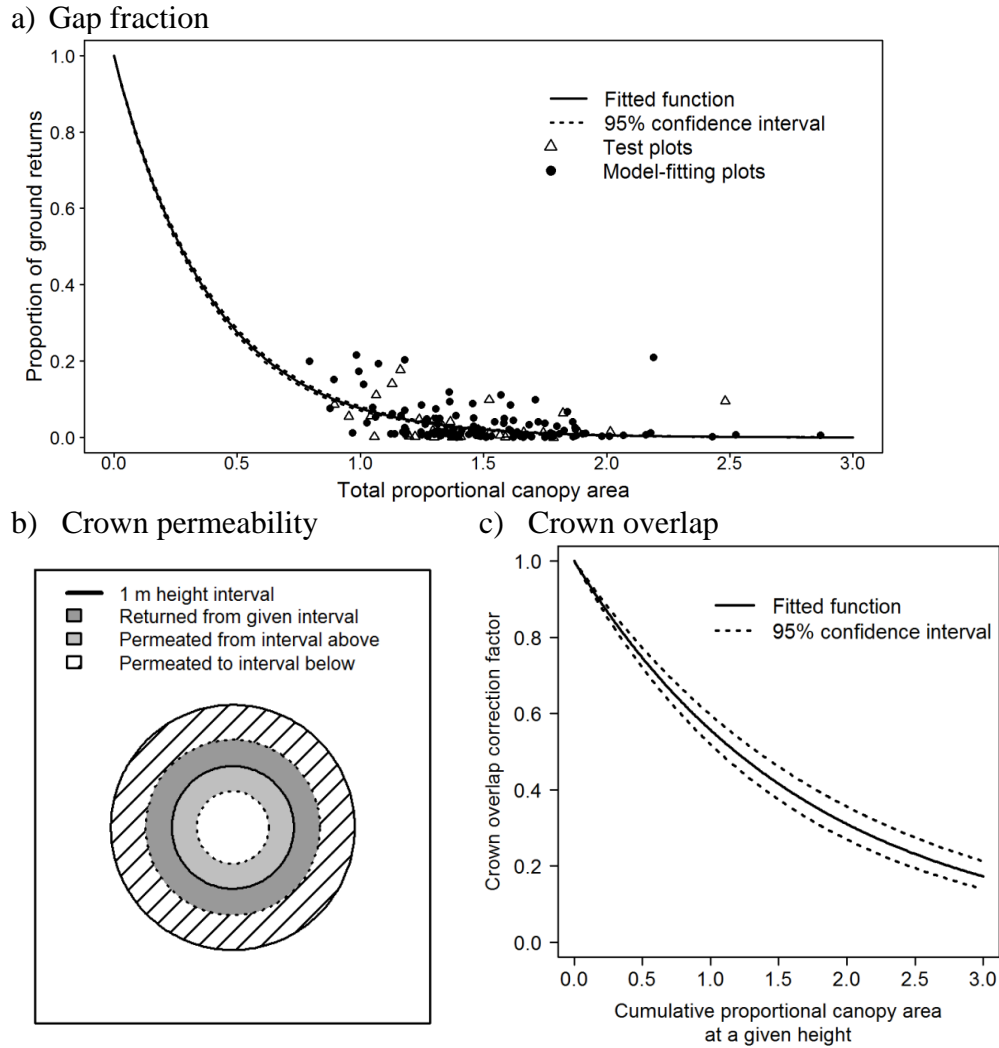 a) Gap fraction
1.0
0.8
0.6
0.4
0.2
0.0
Proportion of ground returns
Fitted function
95% confidence interval
Test plots
Model-fitting plots
0.0 0.5 1.0 1.5 2.0 2.5 3.0
Total proportional canopy area
b) Crown permeability
1 m height interval
Returned from given interval
Permeated from interval above
Permeated to interval below
c) Crown overlap
1.0
0.8
0.6
0.4
0.2
0.0
Crown overlap correction factor
Fitted function
95% confidence interval
0.0 0.5 1.0 1.5 2.0 2.5 3.0
Cumulative proportional canopy area
at a given height